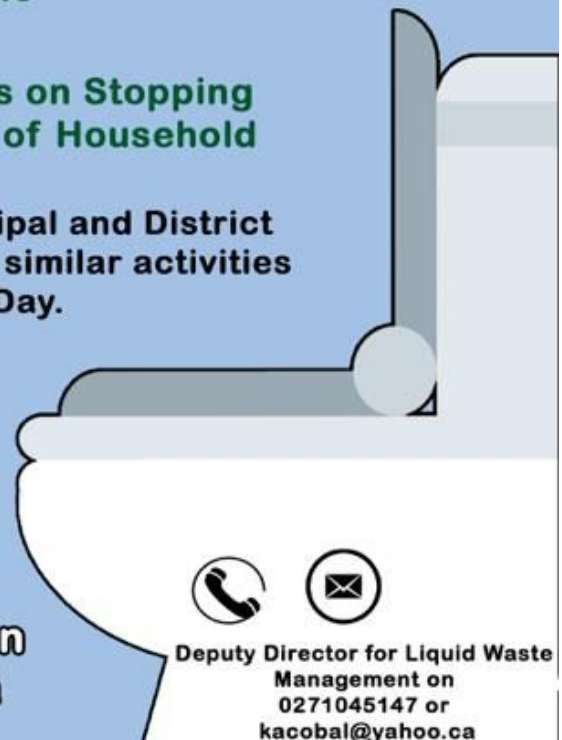 s on Stopping
of Household
ipal and District
similar activities
Day.
n
Deputy Director for Liquid Waste
Management on
0271045147 or
kacobal@yahoo.ca